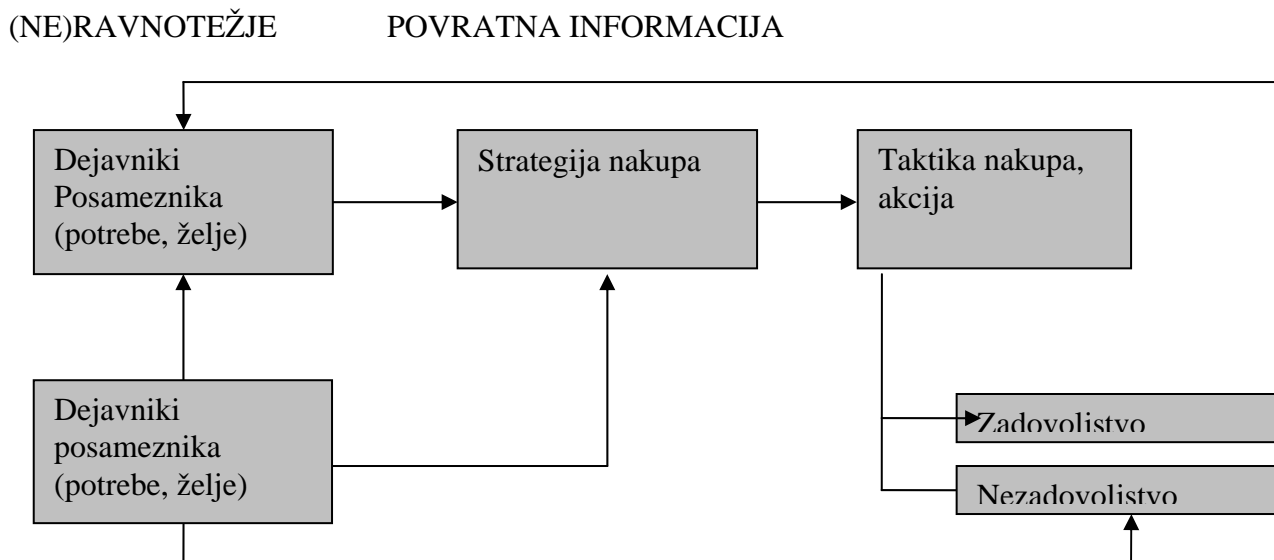 (NE)RAVNOTEŽJE POVRATNA INFORMACIJA
Dejavniki
Posameznika
(potrebe, želje)
Strategija nakupa
Taktika nakupa,
akcija
Dejavniki
posameznika
(potrebe, želje)
Zadovoljstvo
Nezadovoljstvo